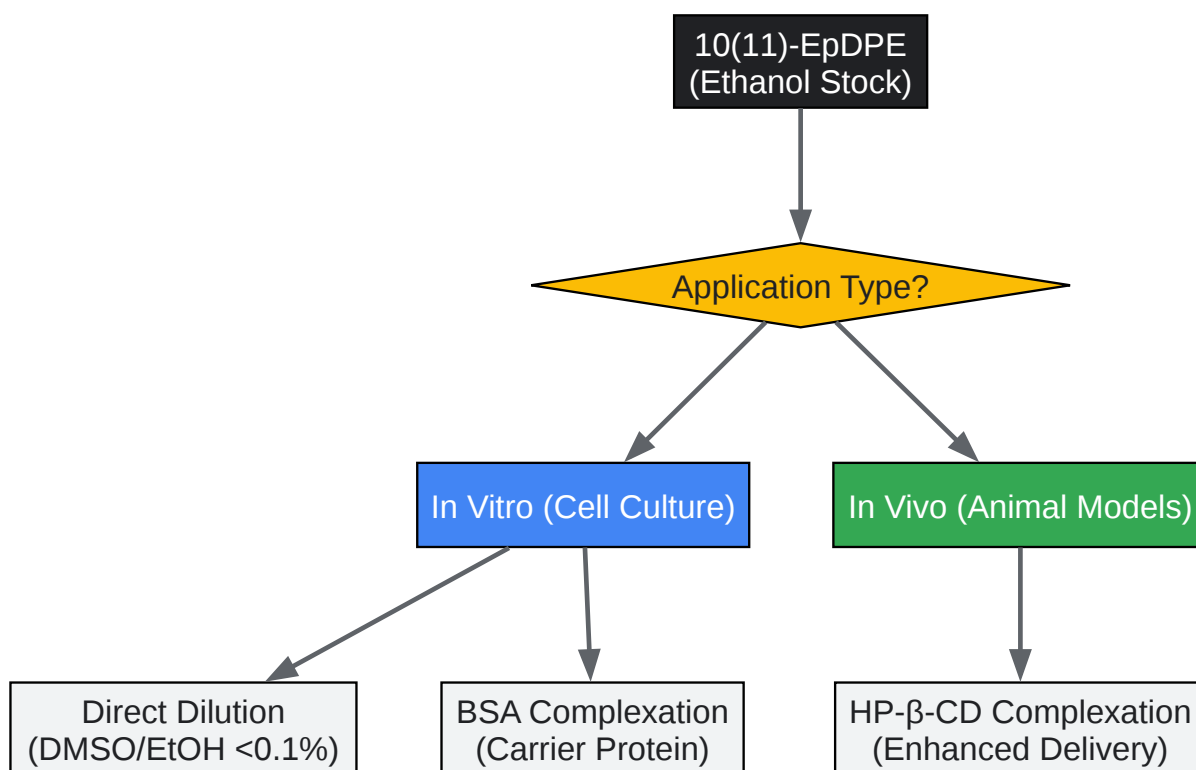 10(11)-EpDPE
(Ethanol Stock)
Application Type?
In Vitro (Cell Culture)
In Vivo (Animal Models)
Direct Dilution
(DMSO/EtOH <0.1%)
BSA Complexation
(Carrier Protein)
HP-β-CD Complexation
(Enhanced Delivery)